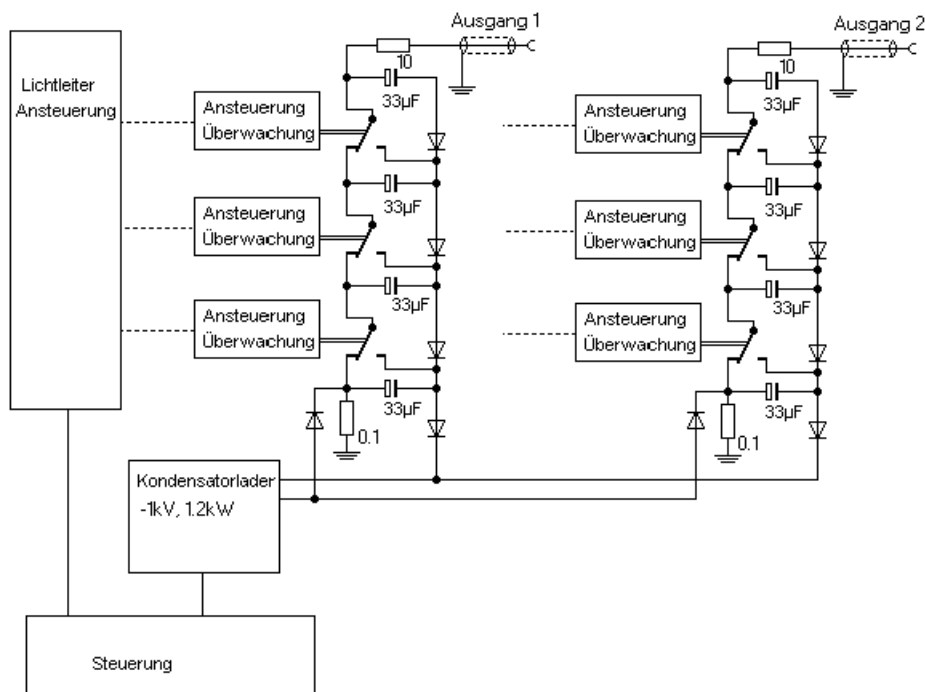 Ausgang 1
Ausgang 2
10
10
33µF
33µF
Lichtleiter
Ansteuerung
Ansteuerung
Überwachung
Ansteuerung
Überwachung
33µF
33µF
Ansteuerung
Überwachung
Ansteuerung
Überwachung
33µF
33µF
Ansteuerung
Überwachung
Ansteuerung
Überwachung
33µF
33µF
0.1
0.1
Kondensatorlader
-1kV, 1.2kW
Steuerung